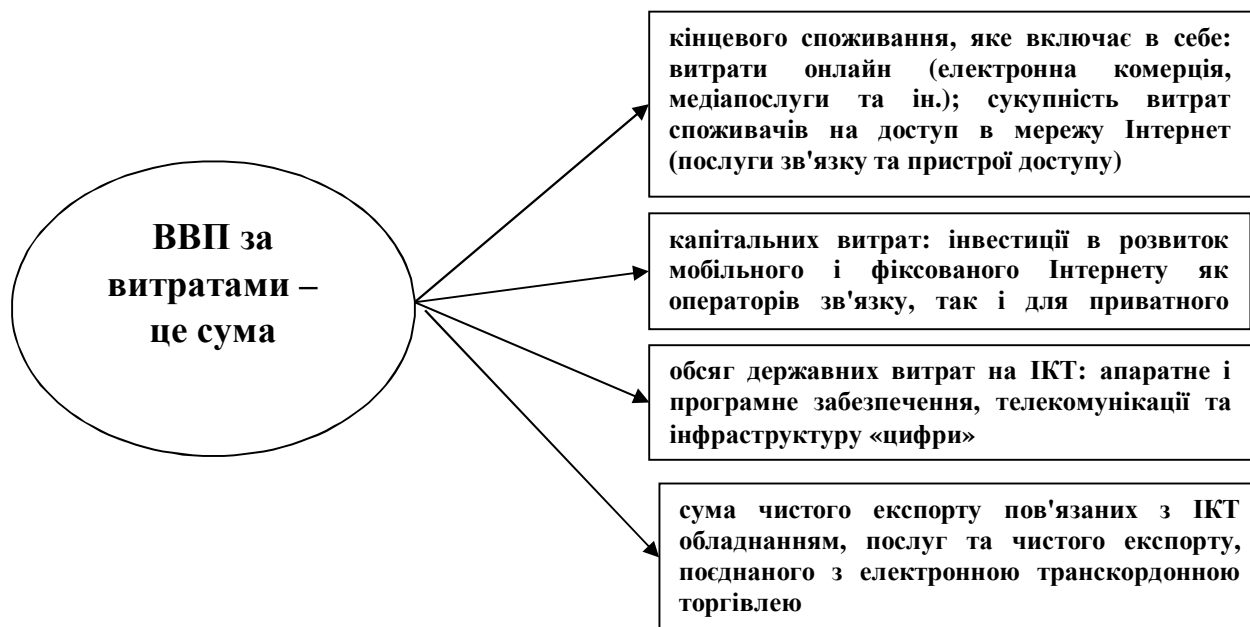 ВВП за
витратами –
це сума
кінцевого споживання, яке включає в себе:
витрати онлайн (електронна комерція,
медіапослуги та ін.); сукупність витрат
споживачів на доступ в мережу Інтернет
(послуги зв'язку та пристрої доступу)
капітальних витрат: інвестиції в розвиток
мобільного і фіксованого Інтернету як
операторів зв'язку, так і для приватного
обсяг державних витрат на ІКТ: апаратне і
програмне забезпечення, телекомунікації та
інфраструктуру «цифри»
сума чистого експорту пов'язаних з ІКТ
обладнанням, послуг та чистого експорту,
поєднаного з електронною транскордонною
торгівлею